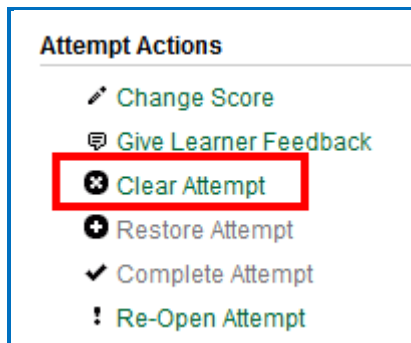 Attempt Actions
Change Score
Give Learner Feedback
Clear Attempt
Restore Attempt
Complete Attempt
Re-Open Attempt